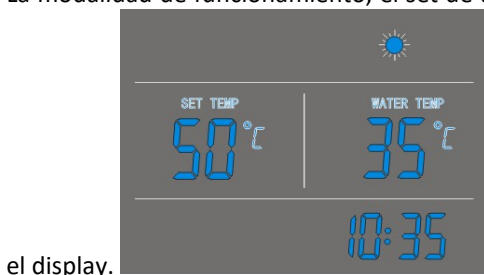 La modalidad de funcionamiento, el set de
SET TEMP WATER TEMP
50°C 35°C
10:35
el display.